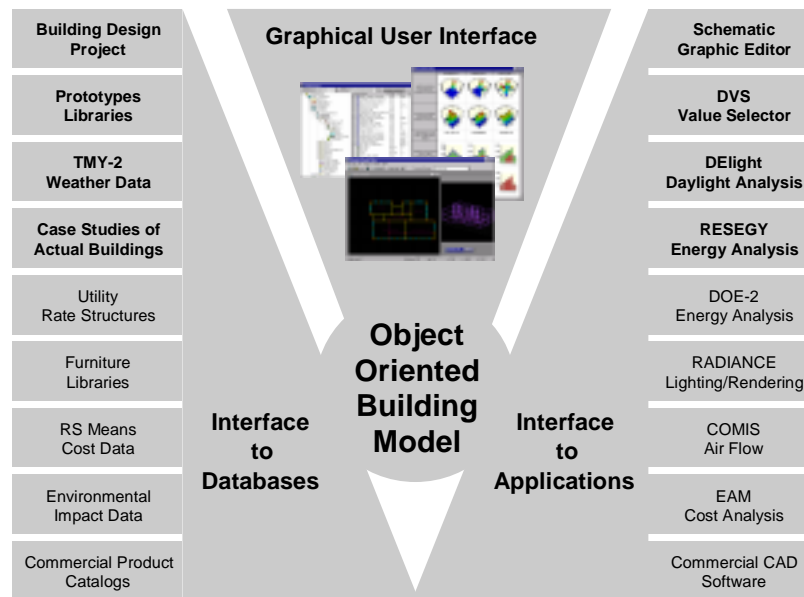 Building Design
Project
Prototypes
Libraries
TMY-2
Weather Data
Case Studies of
Actual Buildings
Utility
Rate Structures
Furniture
Libraries
RS Means
Cost Data
Environmental
Impact Data
Commercial Product
Catalogs
Graphical User Interface
Object
Oriented
Building
Model
Interface
to
Databases
Interface
to
Applications
Schematic
Graphic Editor
DVS
Value Selector
DElight
Daylight Analysis
RESEGY
Energy Analysis
DOE-2
Energy Analysis
RADIANCE
Lighting/Rendering
COMIS
Air Flow
EAM
Cost Analysis
Commercial CAD
Software